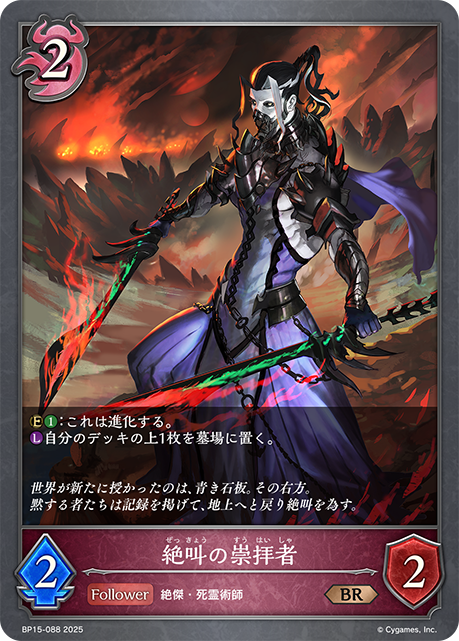 2
E 1：これは進化する。
L 自分のデッキの上1枚を墓場に置く。
世界が新たに授かったのは、青き石板。その右方。
黙する者たちは記録を掲げて、地上へと戻り絶叫を為す。
ぜっきょう すうはいしゃ
絶叫の崇拝者
2
Follower 絶傑・死霊術師 BR
2
BP15-088 2025
© Cygames, Inc.